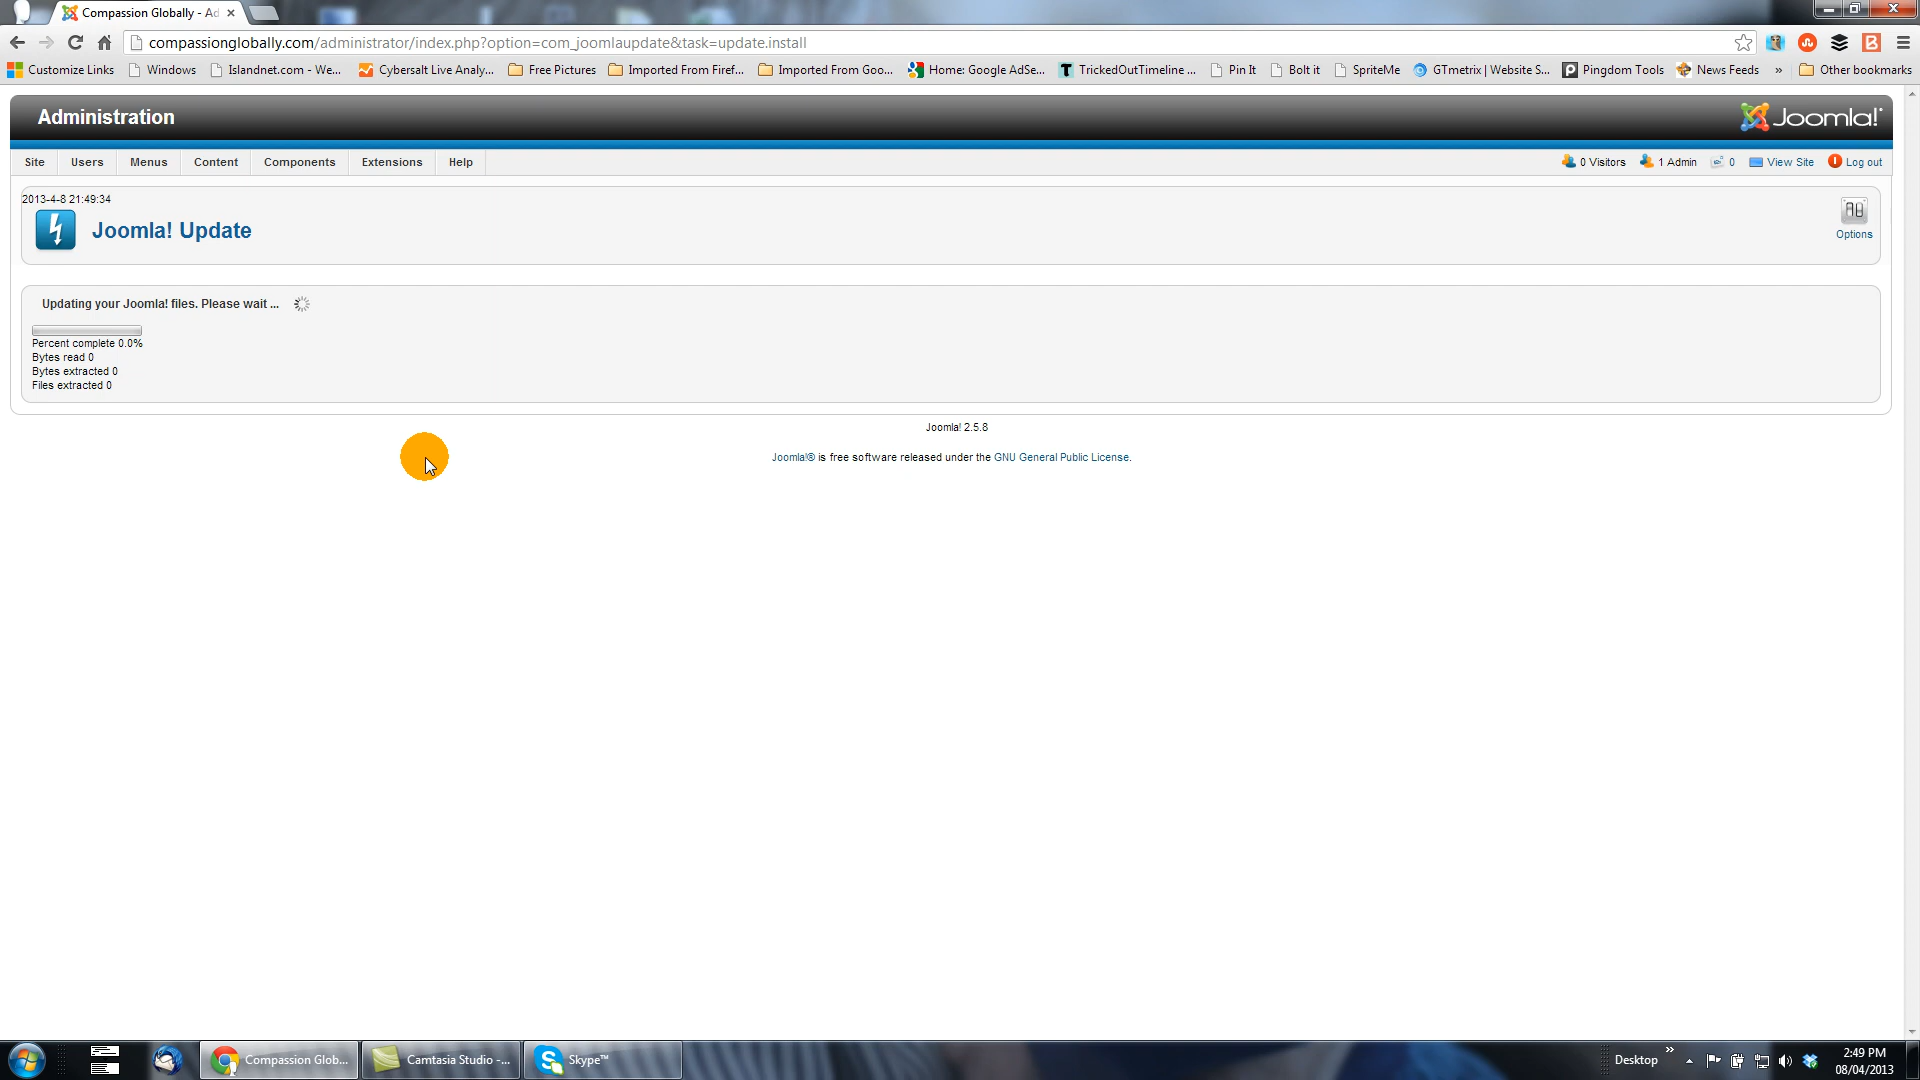 Compassion Globally - Ad
compassionglobally.com/administrator/index.php?option=com_joomlaupdate&task=update.install
Customize Links Windows Islandnet.com - We... Cybersalt Live Analy... Free Pictures Imported From Firef... Imported From Goo... Home: Google AdSe... TrickedOutTimeline ... Pin It Bolt it SpriteMe GTmetrix | Website S... Pingdom Tools News Feeds » Other bookmarks
Administration
Joomla!®
Site Users Menus Content Components Extensions Help 0 Visitors 1 Admin 0 View Site Log out
2013-4-8 21:49:34
Joomla! Update
Options
Updating your Joomla! files. Please wait ...
Percent complete 0.0%
Bytes read 0
Bytes extracted 0
Files extracted 0
Joomla! 2.5.8
Joomla!® is free software released under the GNU General Public License.
Compassion Glob... Camtasia Studio -... Skype™ Desktop » 2:49 PM
08/04/2013